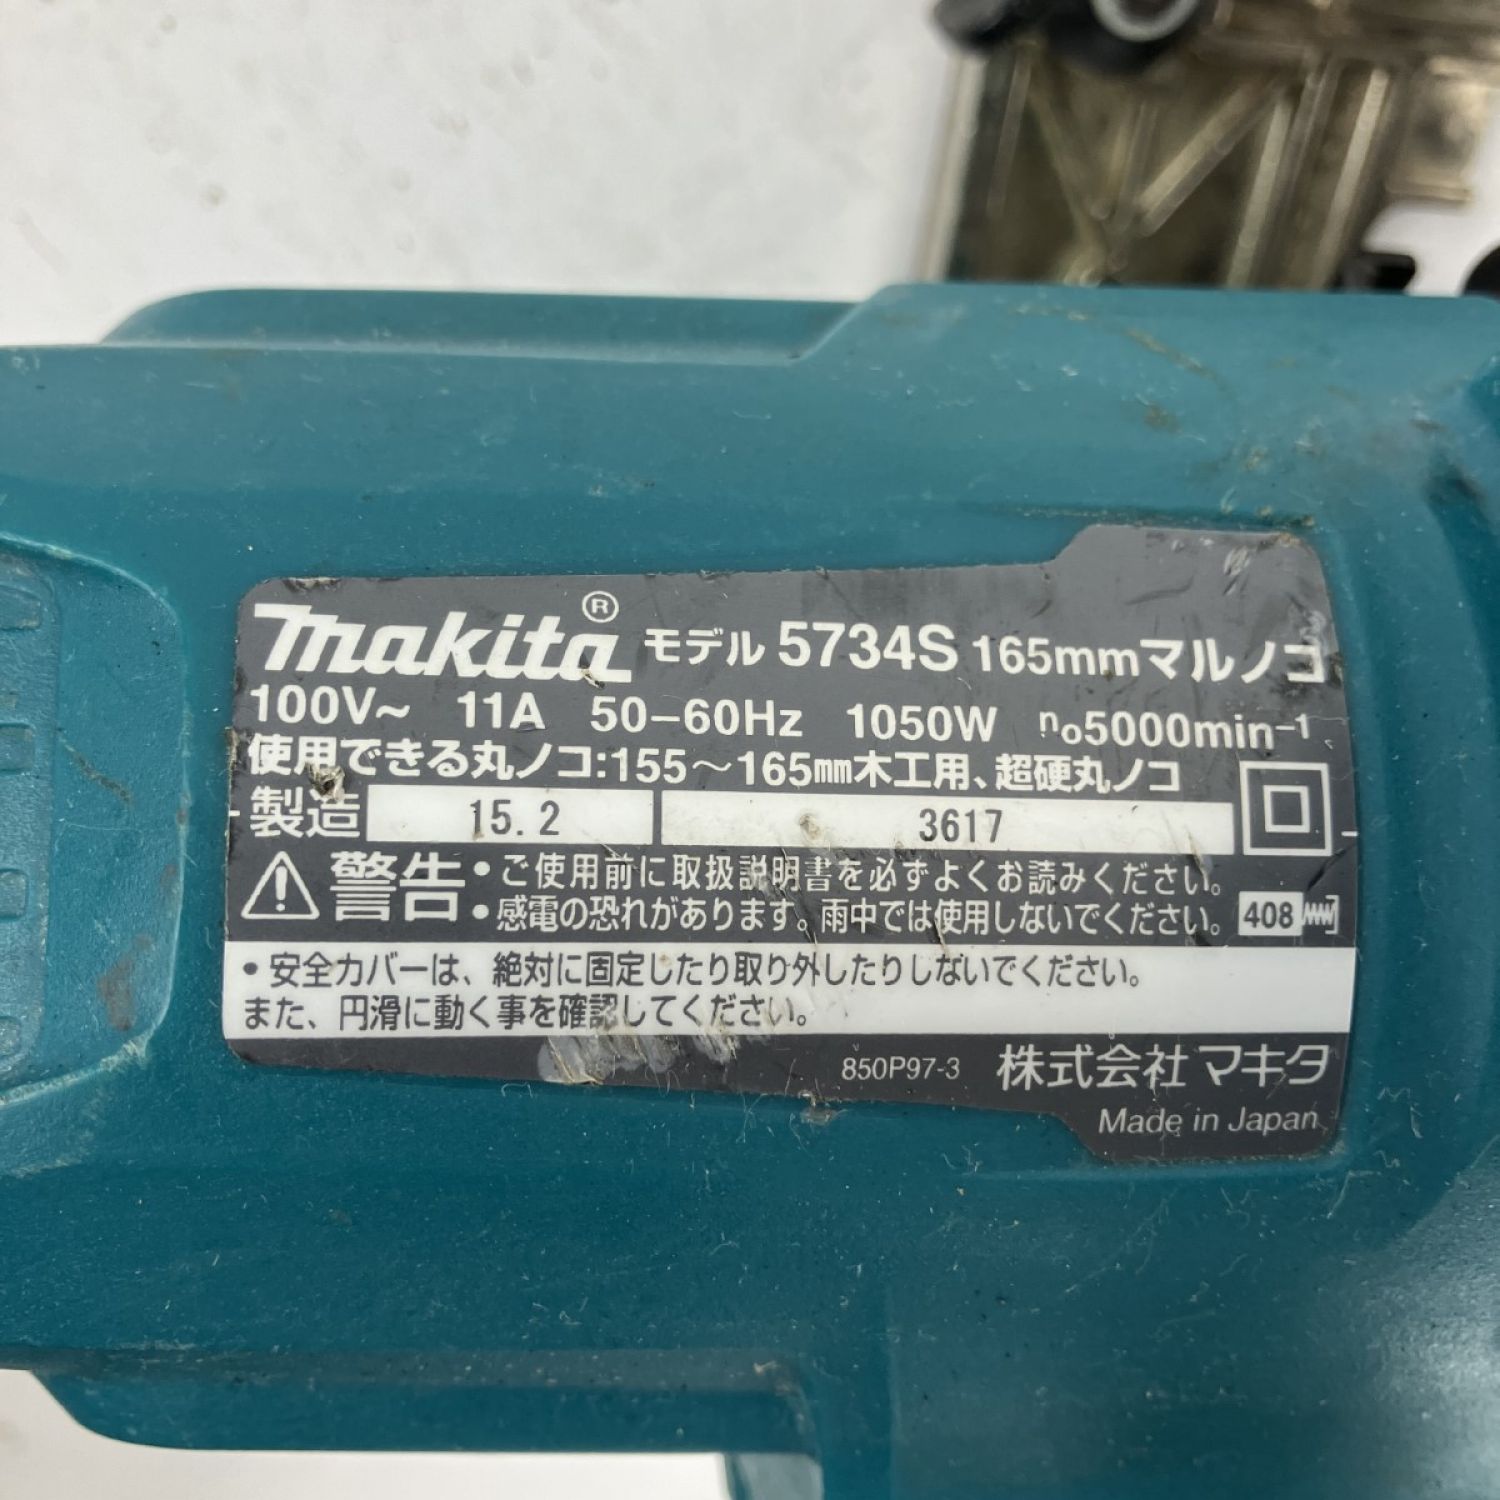 makita® モデル 5734S 165mmマルノコ
100V～ 11A 50-60Hz 1050W no5000min-1
使用できる丸ノコ:155～165mm木工用、超硬丸ノコ
製造 15.2 3617
警告 •ご使用前に取扱説明書を必ずよくお読みください。
•感電の恐れがあります。雨中では使用しないでください。 408
•安全カバーは、絶対に固定したり取り外したりしないでください。
また、円滑に動く事を確認してください。
850P97-3 株式会社マキタ
Made in Japan